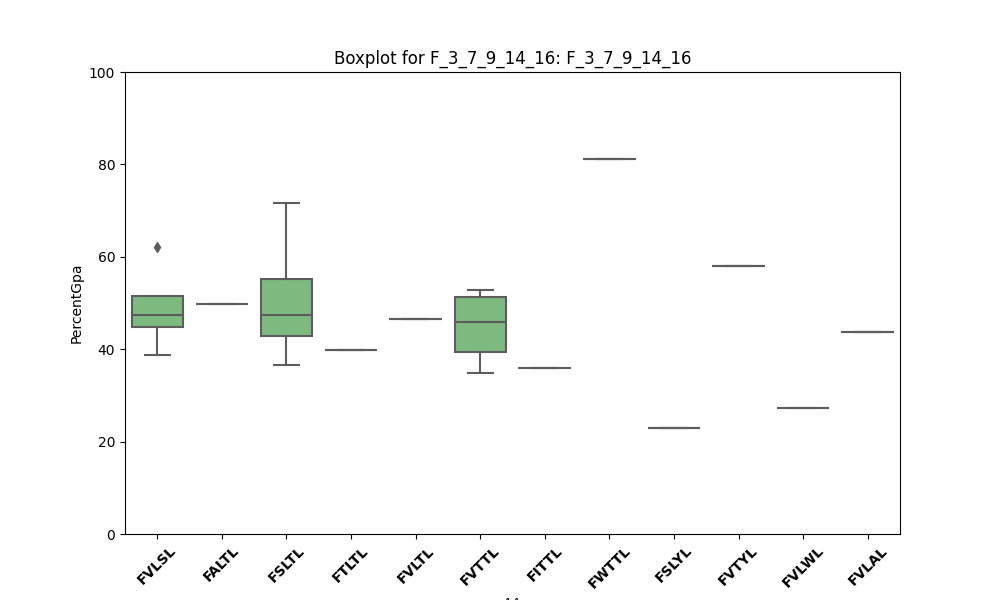 Boxplot for F_3_7_9_14_16: F_3_7_9_14_16
100
80
60
40
20
0
PercentGpa
FVLSL
FALTL
FSLTL
FTLTL
FVLTL
FVTTL
FITTL
FWTTL
FSLYL
FVTYL
FVLWL
FVLAL